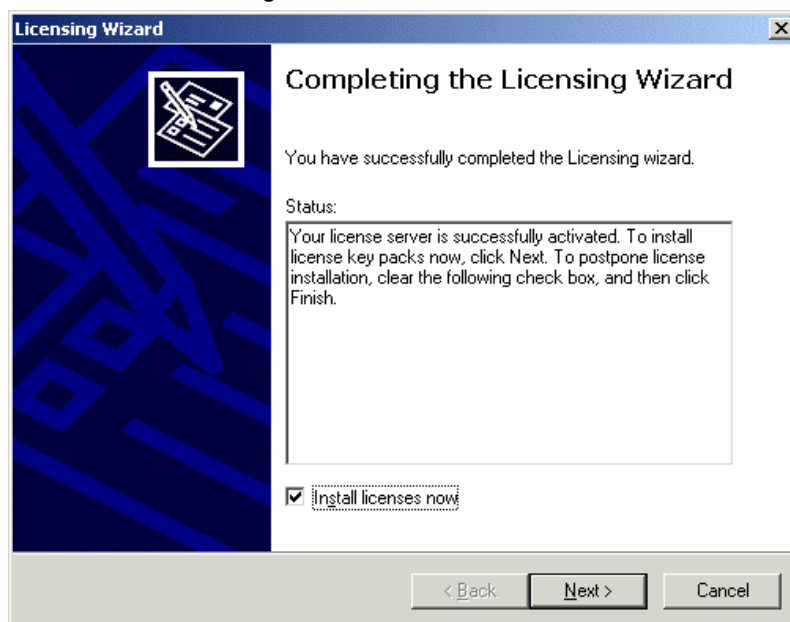 Licensing Wizard
Completing the Licensing Wizard
You have successfully completed the Licensing wizard.
Status:
Your license server is successfully activated. To install
license key packs now, click Next. To postpone license
installation, clear the following check box, and then click
Finish.
Install licenses now
< Back Next > Cancel